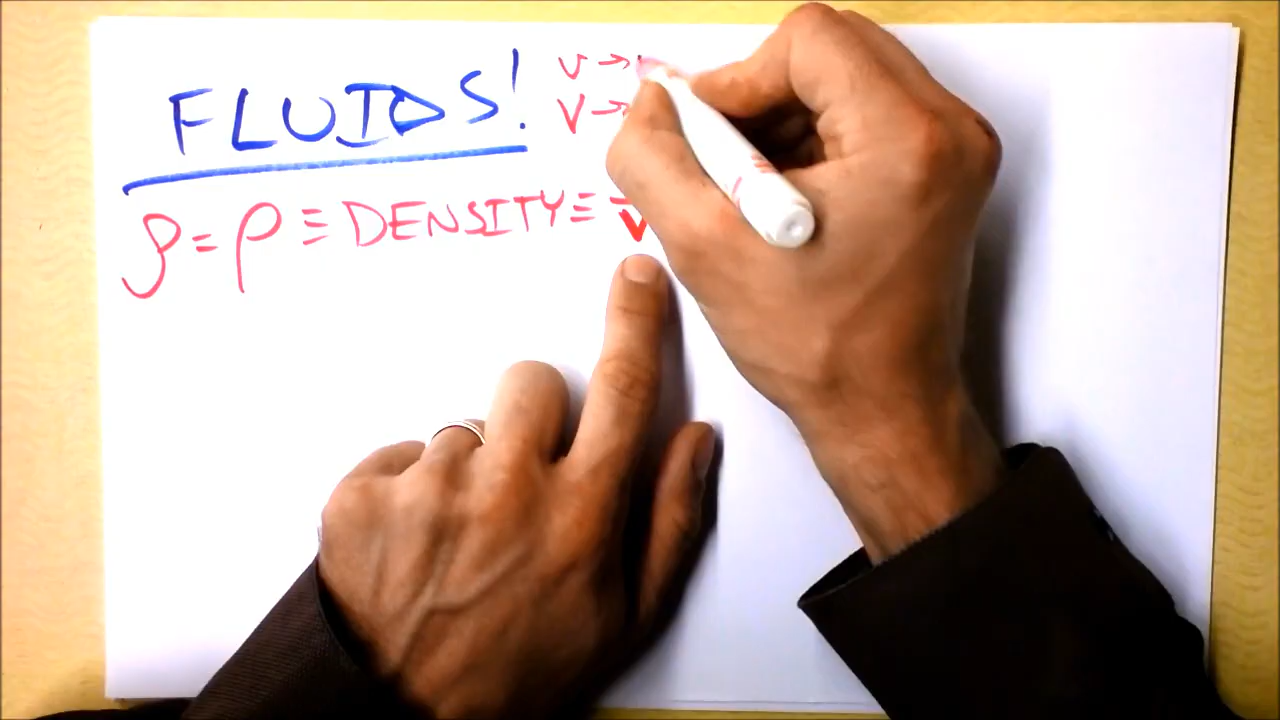 FLUIDS!
v →
V →
ρ = ρ ≡ DENSITY ≡
V